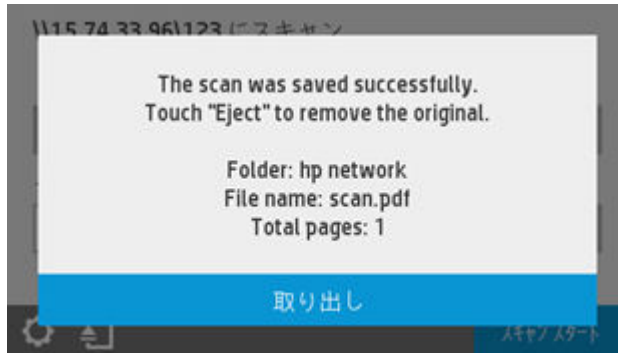 \\15.74.33.96\123 にスキャン
The scan was saved successfully.
Touch "Eject" to remove the original.
Folder: hp network
File name: scan.pdf
Total pages: 1
取り出し
スキャン スタート